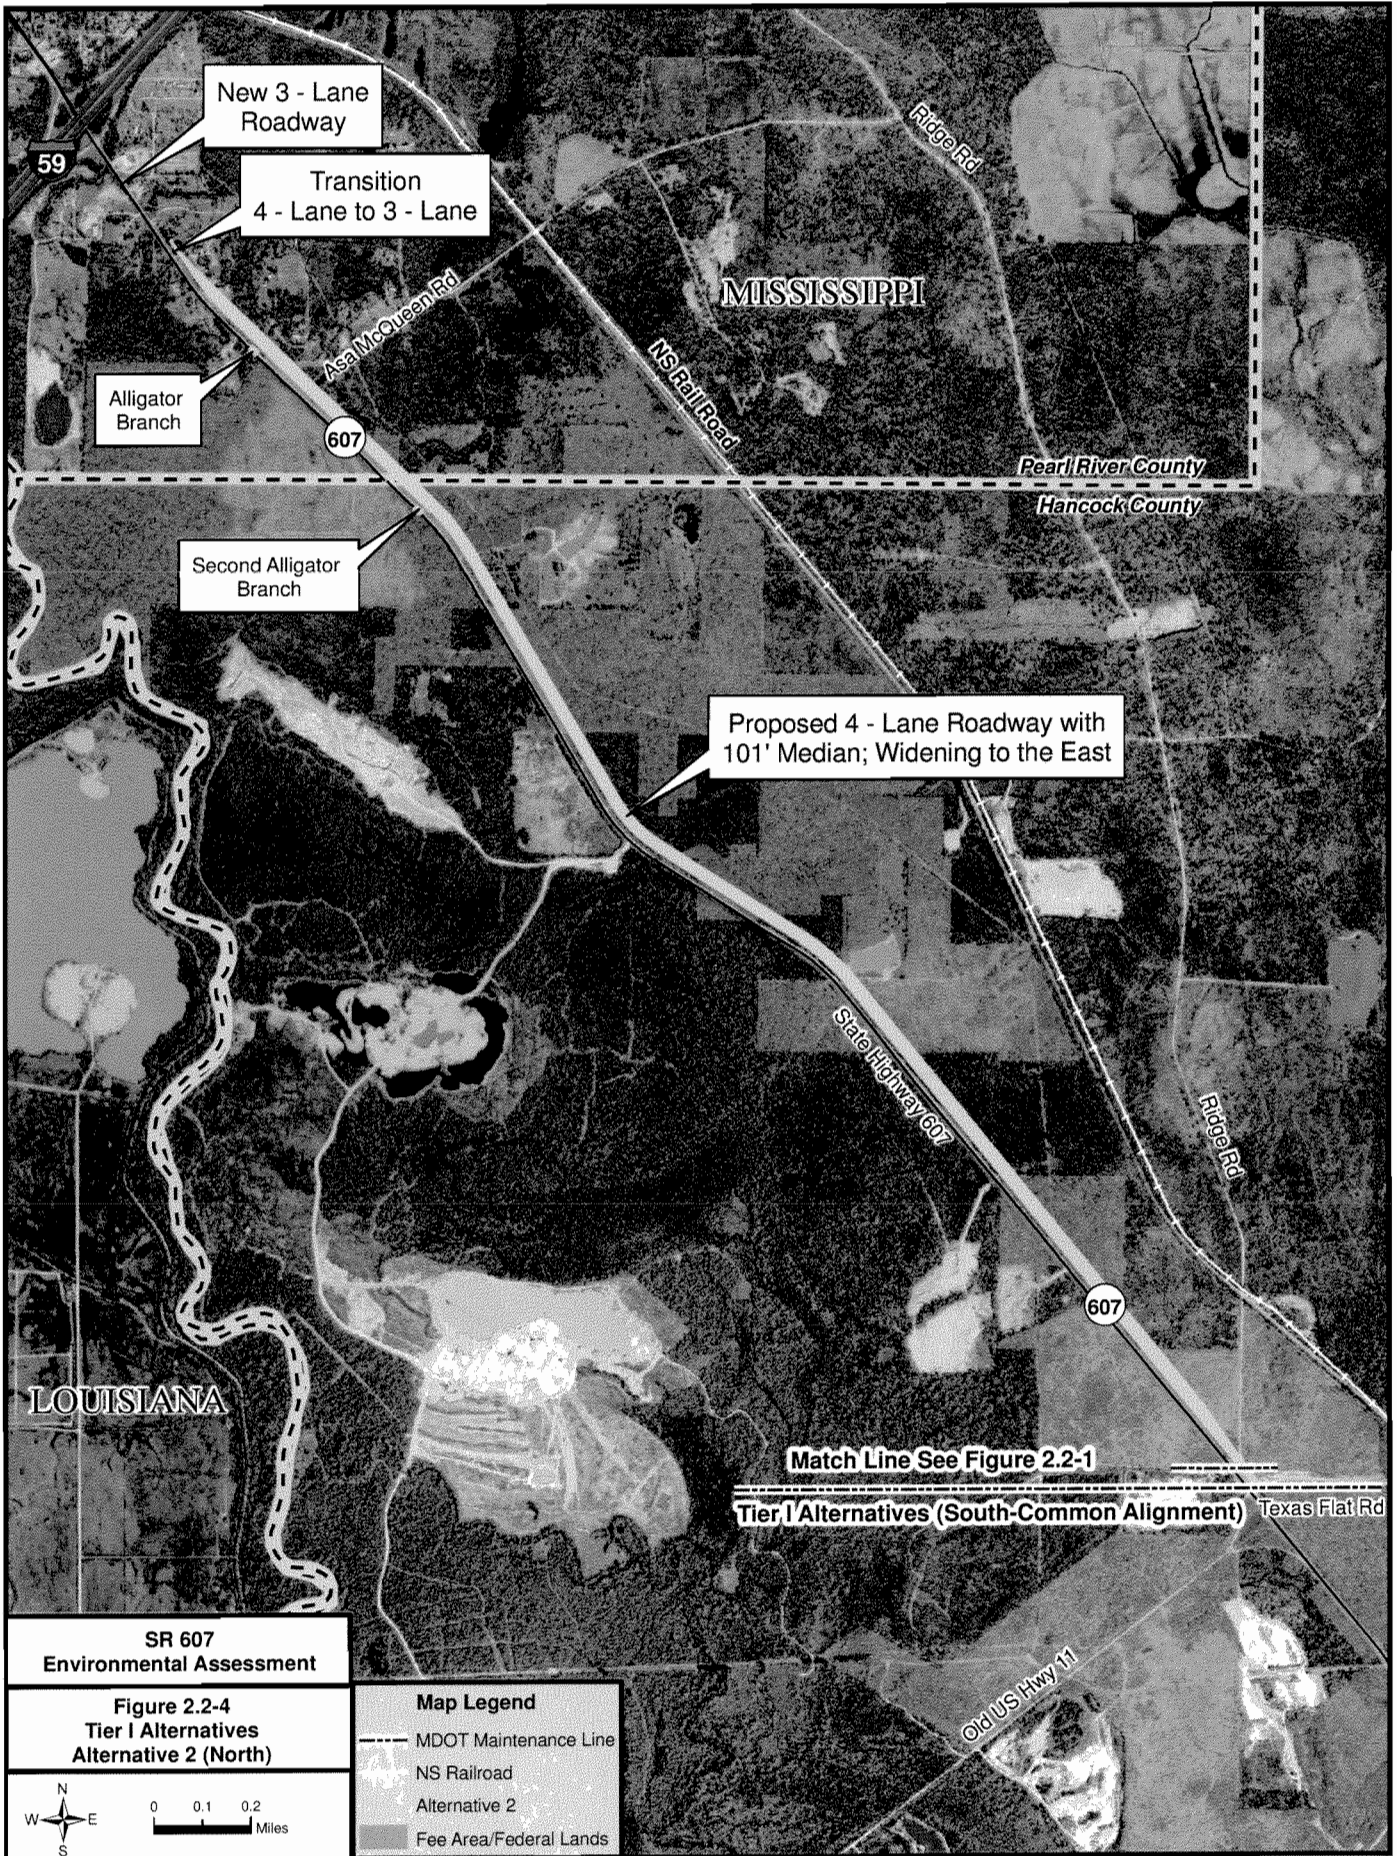 New 3 - Lane
Roadway
59
Transition
4 - Lane to 3 - Lane
Ridge Rd
MISSISSIPPI
Asa McQueen Rd
NS Rail Road
Alligator
Branch
607
Pearl River County
Hancock County
Second Alligator
Branch
Proposed 4 - Lane Roadway with
101' Median; Widening to the East
State Highway 607
Ridge Rd
607
LOUISIANA
Match Line See Figure 2.2-1
Tier I Alternatives (South-Common Alignment)
Texas Flat Rd
Old US Hwy 11
SR 607
Environmental Assessment
Figure 2.2-4
Tier I Alternatives
Alternative 2 (North)
N
W
E
S
0 0.1 0.2
Miles
Map Legend
MDOT Maintenance Line
NS Railroad
Alternative 2
Fee Area/Federal Lands